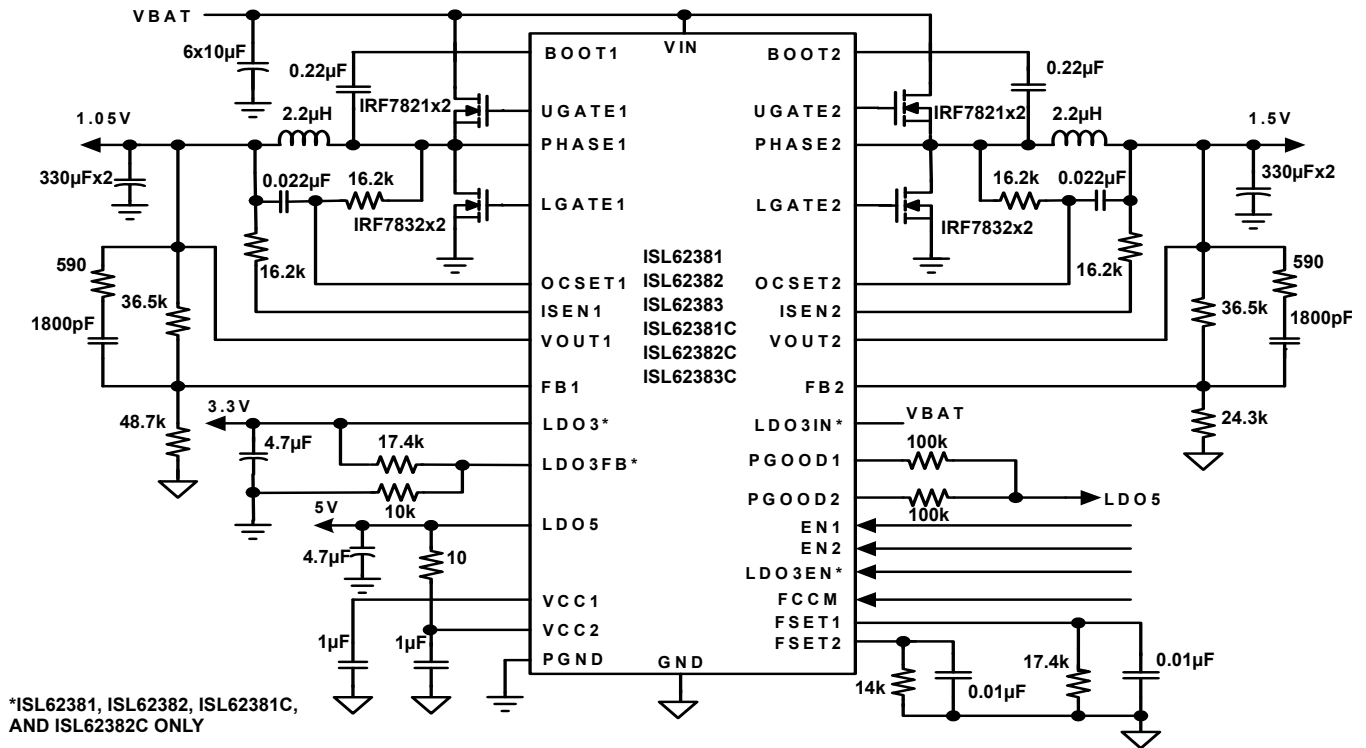 VBAT
6x10µF
0.22µF
IRF7821x2
2.2µH
1.05V
330µFx2
0.022µF
16.2k
IRF7832x2
16.2k
590
36.5k
1800pF
48.7k
3.3V
4.7µF
17.4k
10k
5V
4.7µF
10
1µF
1µF
VIN
BOOT1
UGATE1
PHASE1
LGATE1
OCSET1
ISEN1
VOUT1
FB1
LDO3*
LDO3FB*
LDO5
VCC1
VCC2
PGND
GND
ISL62381
ISL62382
ISL62383
ISL62381C
ISL62382C
ISL62383C
BOOT2
UGATE2
PHASE2
LGATE2
OCSET2
ISEN2
VOUT2
FB2
LDO3IN*
PGOOD1
PGOOD2
EN1
EN2
LDO3EN*
FCCM
FSET1
FSET2
0.22µF
IRF7821x2
2.2µH
1.5V
330µFx2
16.2k
0.022µF
IRF7832x2
16.2k
590
36.5k
1800pF
24.3k
VBAT
100k
100k
LDO5
14k
0.01µF
17.4k
0.01µF
*ISL62381, ISL62382, ISL62381C,
AND ISL62382C ONLY